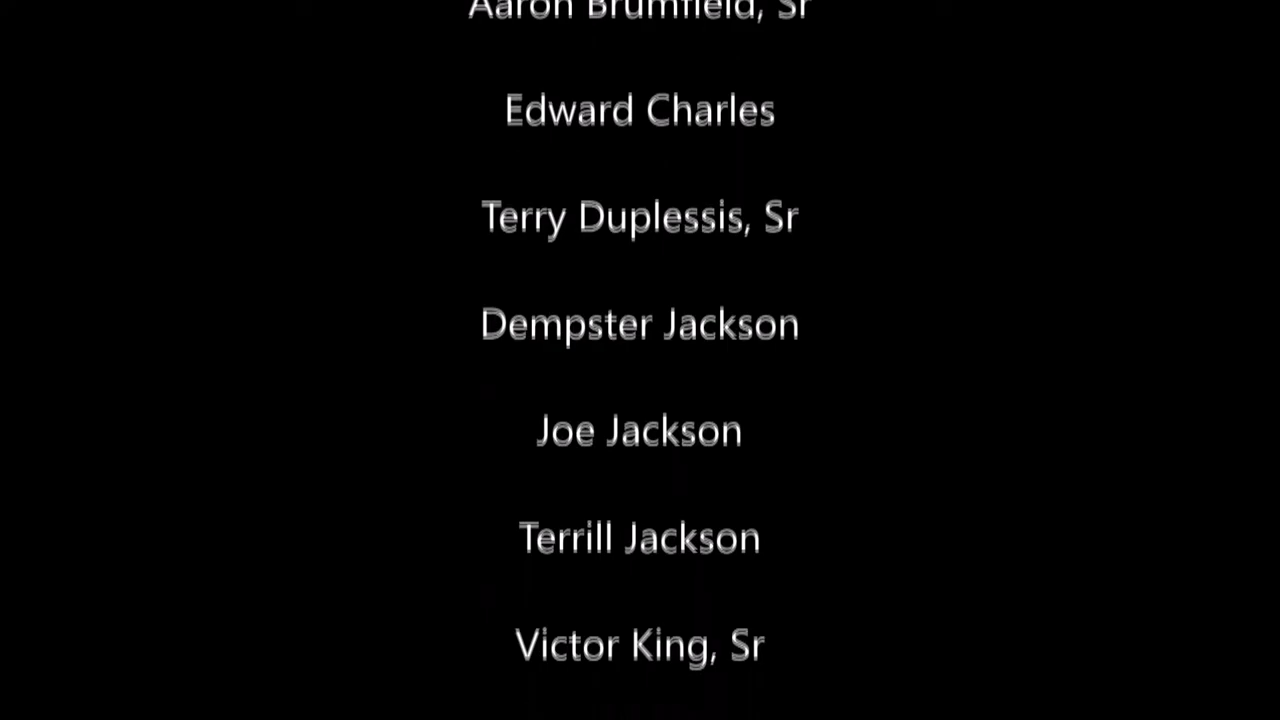 Aaron Brumfield, Sr
Edward Charles
Terry Duplessis, Sr
Dempster Jackson
Joe Jackson
Terrill Jackson
Victor King, Sr